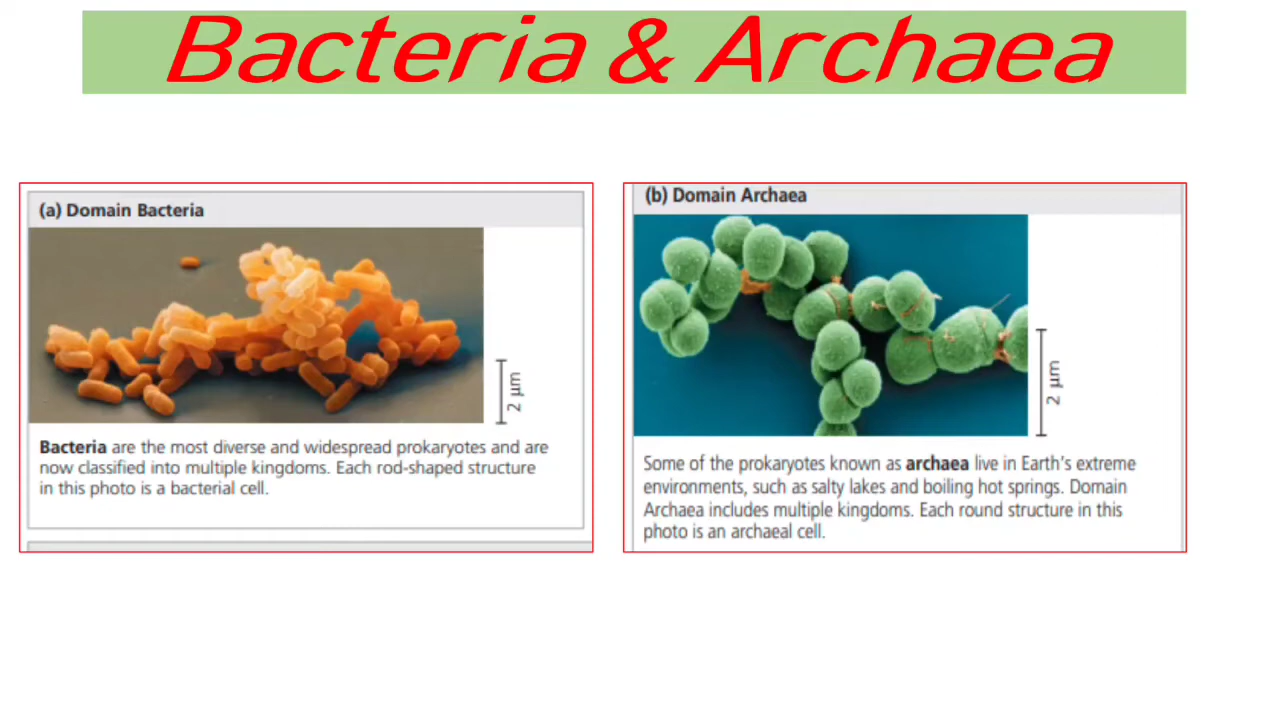 Bacteria & Archaea
(a) Domain Bacteria
2 µm
Bacteria are the most diverse and widespread prokaryotes and are
now classified into multiple kingdoms. Each rod-shaped structure
in this photo is a bacterial cell.
(b) Domain Archaea
2 µm
Some of the prokaryotes known as archaea live in Earth's extreme
environments, such as salty lakes and boiling hot springs. Domain
Archaea includes multiple kingdoms. Each round structure in this
photo is an archaeal cell.